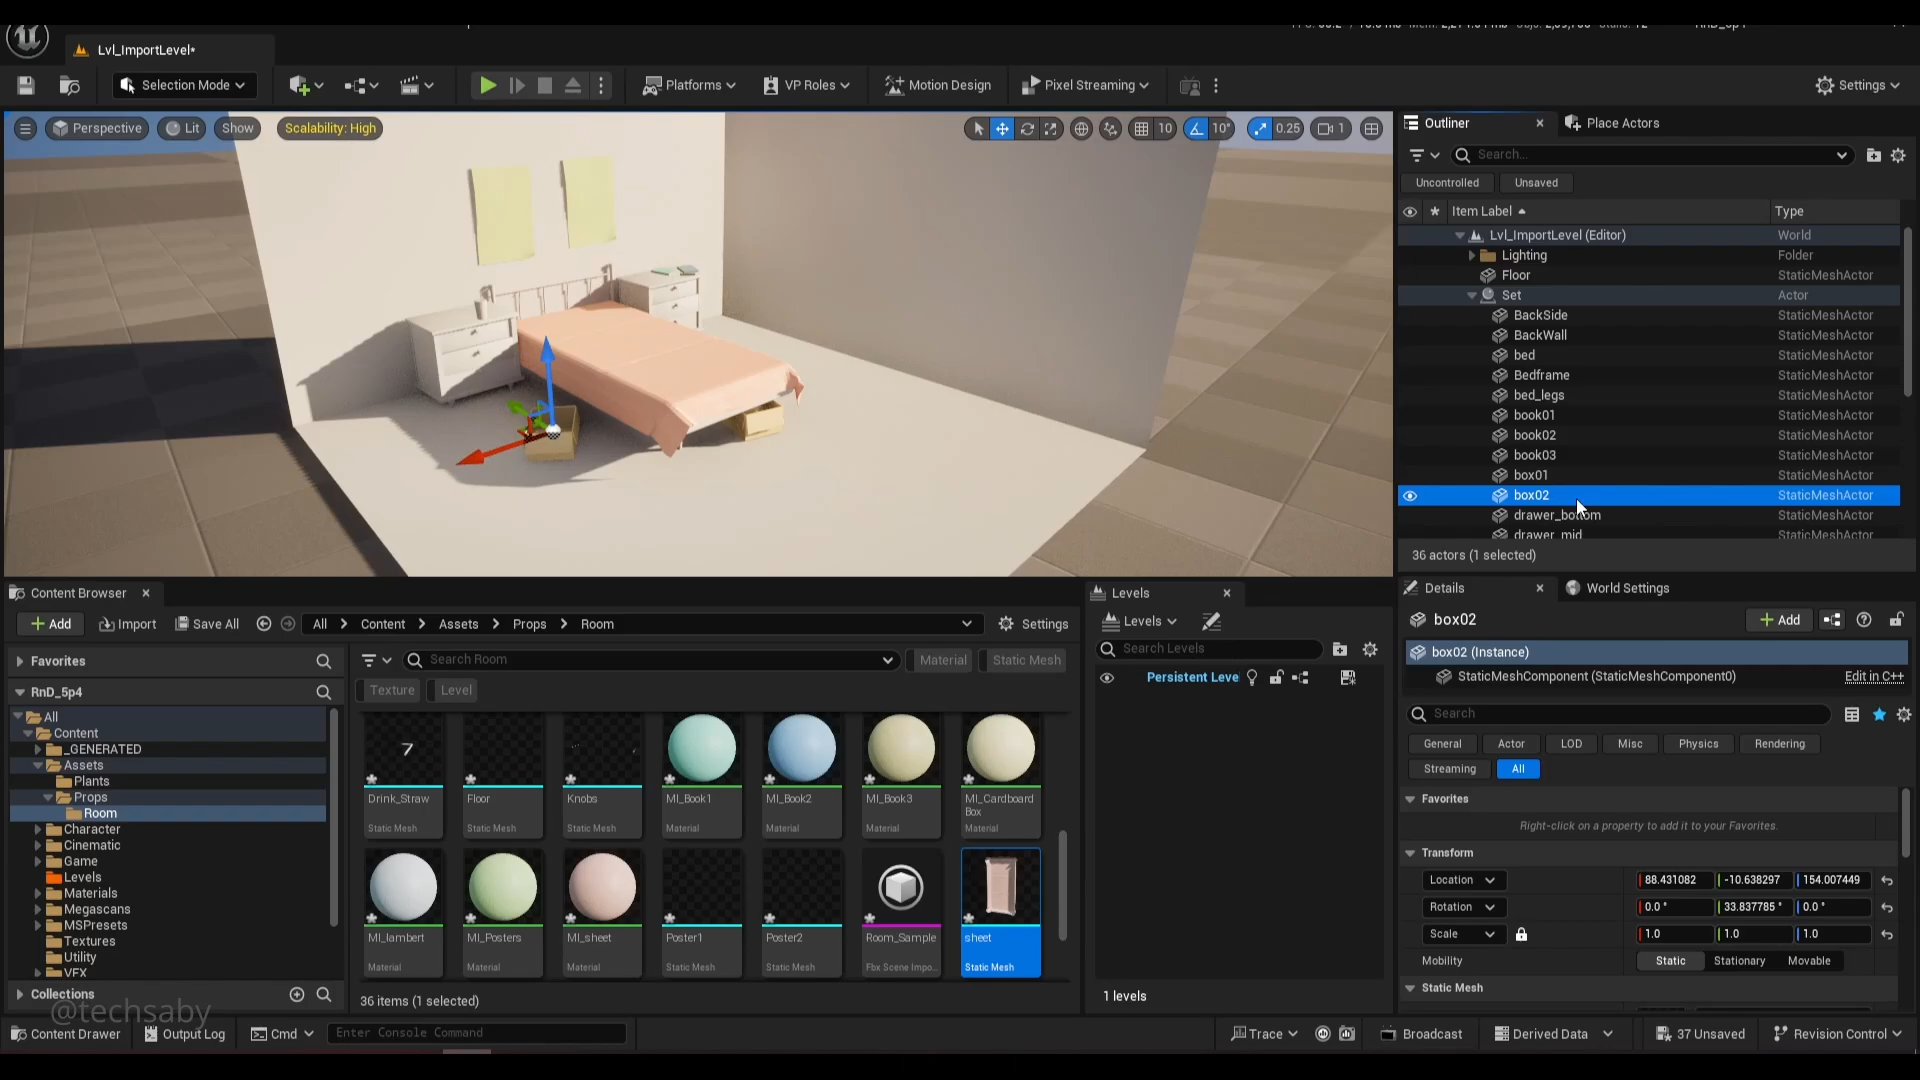 Lvl_ImportLevel*
Selection Mode
Platforms
VP Roles
Motion Design
Pixel Streaming
Settings
Perspective
Lit
Show
Scalability: High
10
10°
0.25
1
Outliner
Place Actors
Search...
Uncontrolled
Unsaved
Item Label
Type
Lvl_ImportLevel (Editor) World
Lighting Folder
Floor StaticMeshActor
Set Actor
BackSide StaticMeshActor
BackWall StaticMeshActor
bed StaticMeshActor
Bedframe StaticMeshActor
bed_legs StaticMeshActor
book01 StaticMeshActor
book02 StaticMeshActor
book03 StaticMeshActor
box01 StaticMeshActor
box02 StaticMeshActor
drawer_bottom StaticMeshActor
drawer_mid StaticMeshActor
36 actors (1 selected)
Content Browser
Add
Import
Save All
All > Content > Assets > Props > Room
Settings
Favorites
RnD_5p4
All
Content
_GENERATED
Assets
Plants
Props
Room
Character
Cinematic
Game
Levels
Materials
Megascans
MSPresets
Textures
Utility
VFX
Collections
Search Room
Material
Static Mesh
Texture
Level
Drink_Straw
Static Mesh
Floor
Static Mesh
Knobs
Static Mesh
MI_Book1
Material
MI_Book2
Material
MI_Book3
Material
MI_Cardboard
Box
Material
MI_lambert
Material
MI_Posters
Material
MI_sheet
Material
Poster1
Static Mesh
Poster2
Static Mesh
Room_Sample
Fbx Scene Impo...
sheet
Static Mesh
36 items (1 selected)
Levels
Levels
Search Levels
Persistent Leve
1 levels
Details
World Settings
box02
Add
box02 (Instance)
StaticMeshComponent (StaticMeshComponent0)
Edit in C++
Search
General
Actor
LOD
Misc
Physics
Rendering
Streaming
All
Favorites
Right-click on a property to add it to your Favorites.
Transform
Location 88.431082 -10.638297 154.007449
Rotation 0.0° 33.837785° 0.0°
Scale 1.0 1.0 1.0
Mobility Static Stationary Movable
Static Mesh
@techsaby
Content Drawer
Output Log
Cmd
Enter Console Command
Trace
Broadcast
Derived Data
37 Unsaved
Revision Control